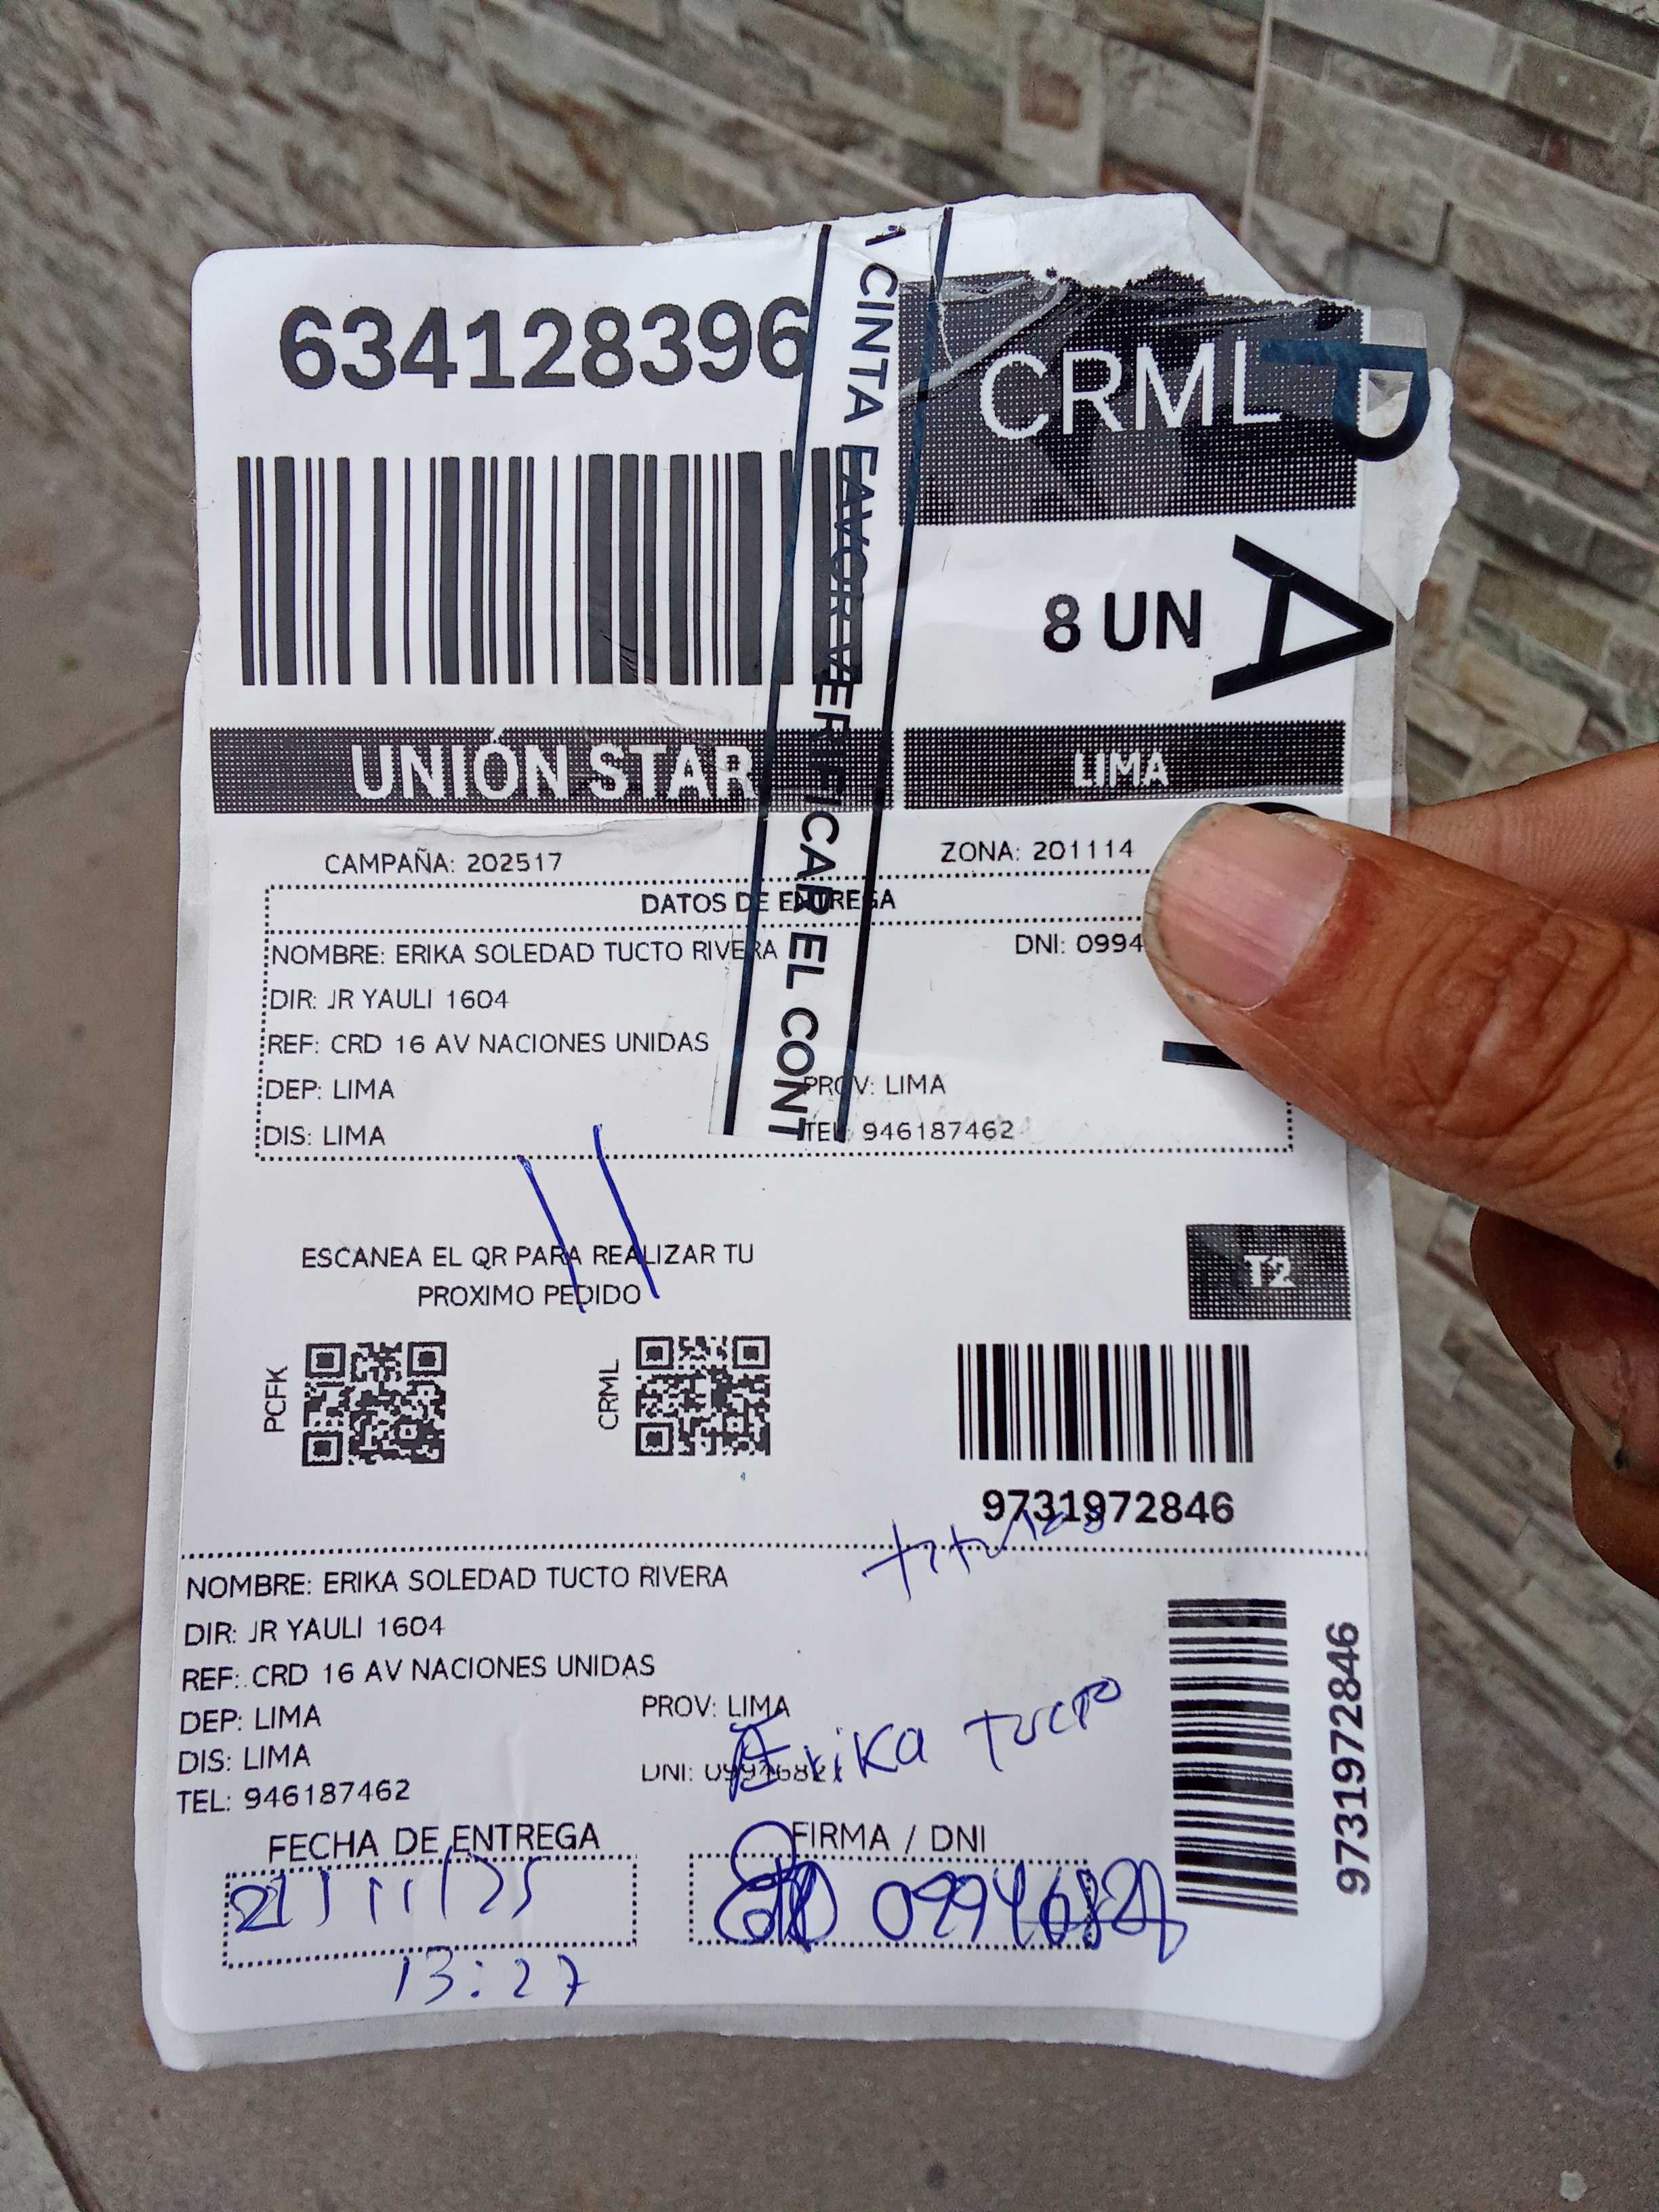 634128396
CRML
8 UN
UNIÓN STAR
LIMA
CINTA FAVOR VERIFICAR EL CONT
P A
CAMPAÑA: 202517
ZONA: 201114
DATOS DE ENTREGA
NOMBRE: ERIKA SOLEDAD TUCTO RIVERA
DNI: 0994
DIR: JR YAULI 1604
REF: CRD 16 AV NACIONES UNIDAS
DEP: LIMA
PROV: LIMA
DIS: LIMA
TEL: 946187462
ESCANEA EL QR PARA REALIZAR TU
PROXIMO PEDIDO
T2
PCFK
CRML
9731972846
NOMBRE: ERIKA SOLEDAD TUCTO RIVERA
DIR: JR YAULI 1604
REF: CRD 16 AV NACIONES UNIDAS
DEP: LIMA
PROV: LIMA
DIS: LIMA
DNI:
TEL: 946187462
Erika Tucto
9731972846
FECHA DE ENTREGA
FIRMA / DNI
21/11/25
13:27